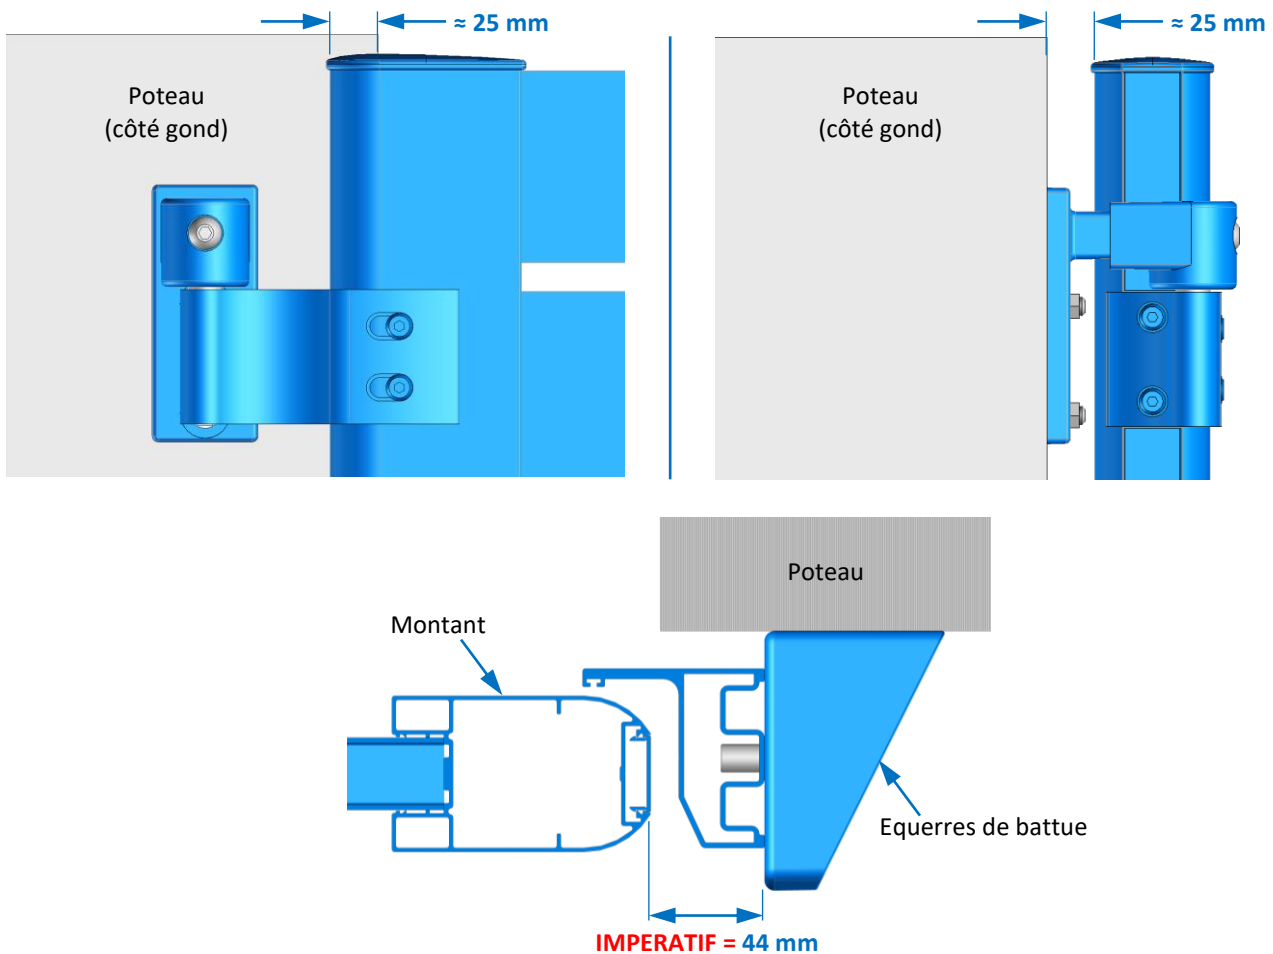 ≈ 25 mm
≈ 25 mm
Poteau
(côté gond)
Poteau
(côté gond)
Poteau
Montant
Equerres de battue
IMPERATIF = 44 mm